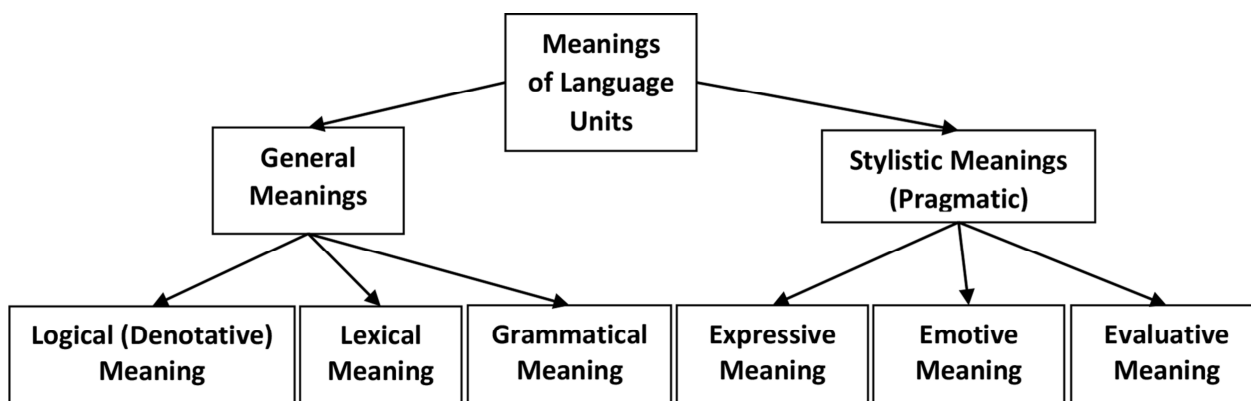 Meanings
of Language
Units
General
Meanings
Stylistic Meanings
(Pragmatic)
Logical (Denotative)
Meaning
Lexical
Meaning
Grammatical
Meaning
Expressive
Meaning
Emotive
Meaning
Evaluative
Meaning